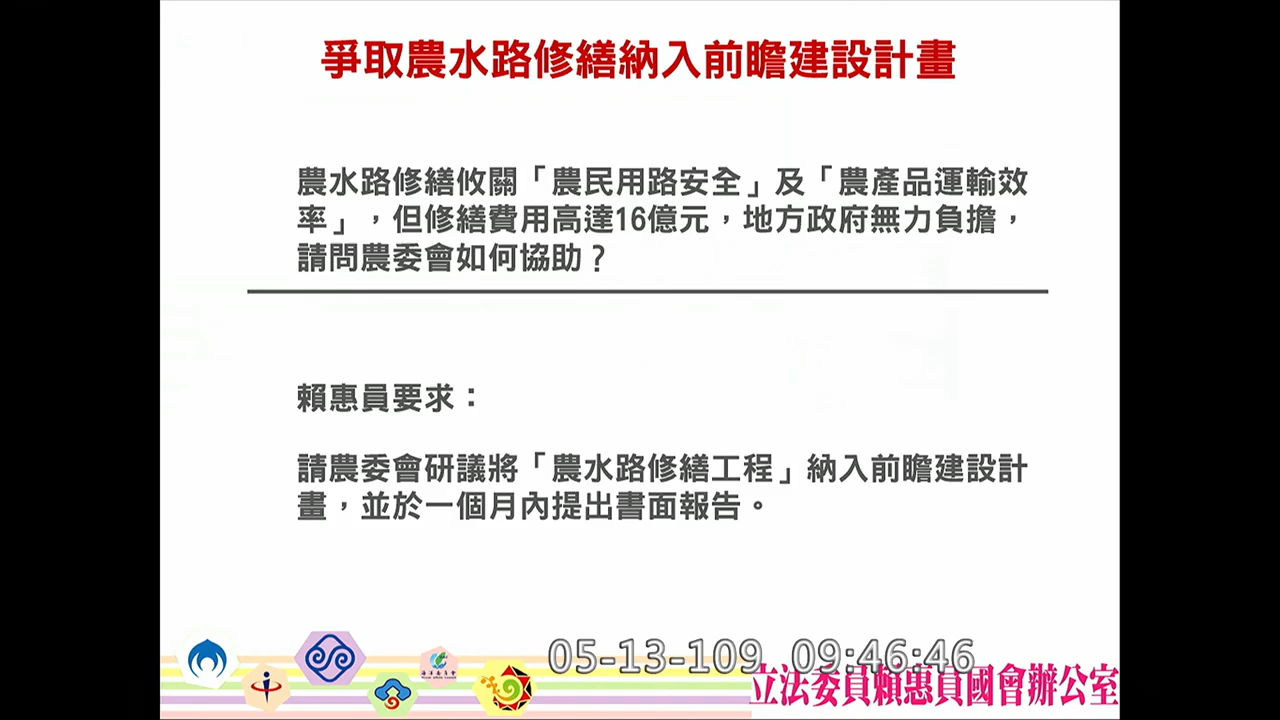 爭取農水路修繕納入前瞻建設計畫
農水路修繕攸關「農民用路安全」及「農產品運輸效
率」，但修繕費用高達16億元，地方政府無力負擔，
請問農委會如何協助？
賴惠員要求：
請農委會研議將「農水路修繕工程」納入前瞻建設計
畫，並於一個月內提出書面報告。
05-13-109 09:46:46
立法委員賴惠員國會辦公室